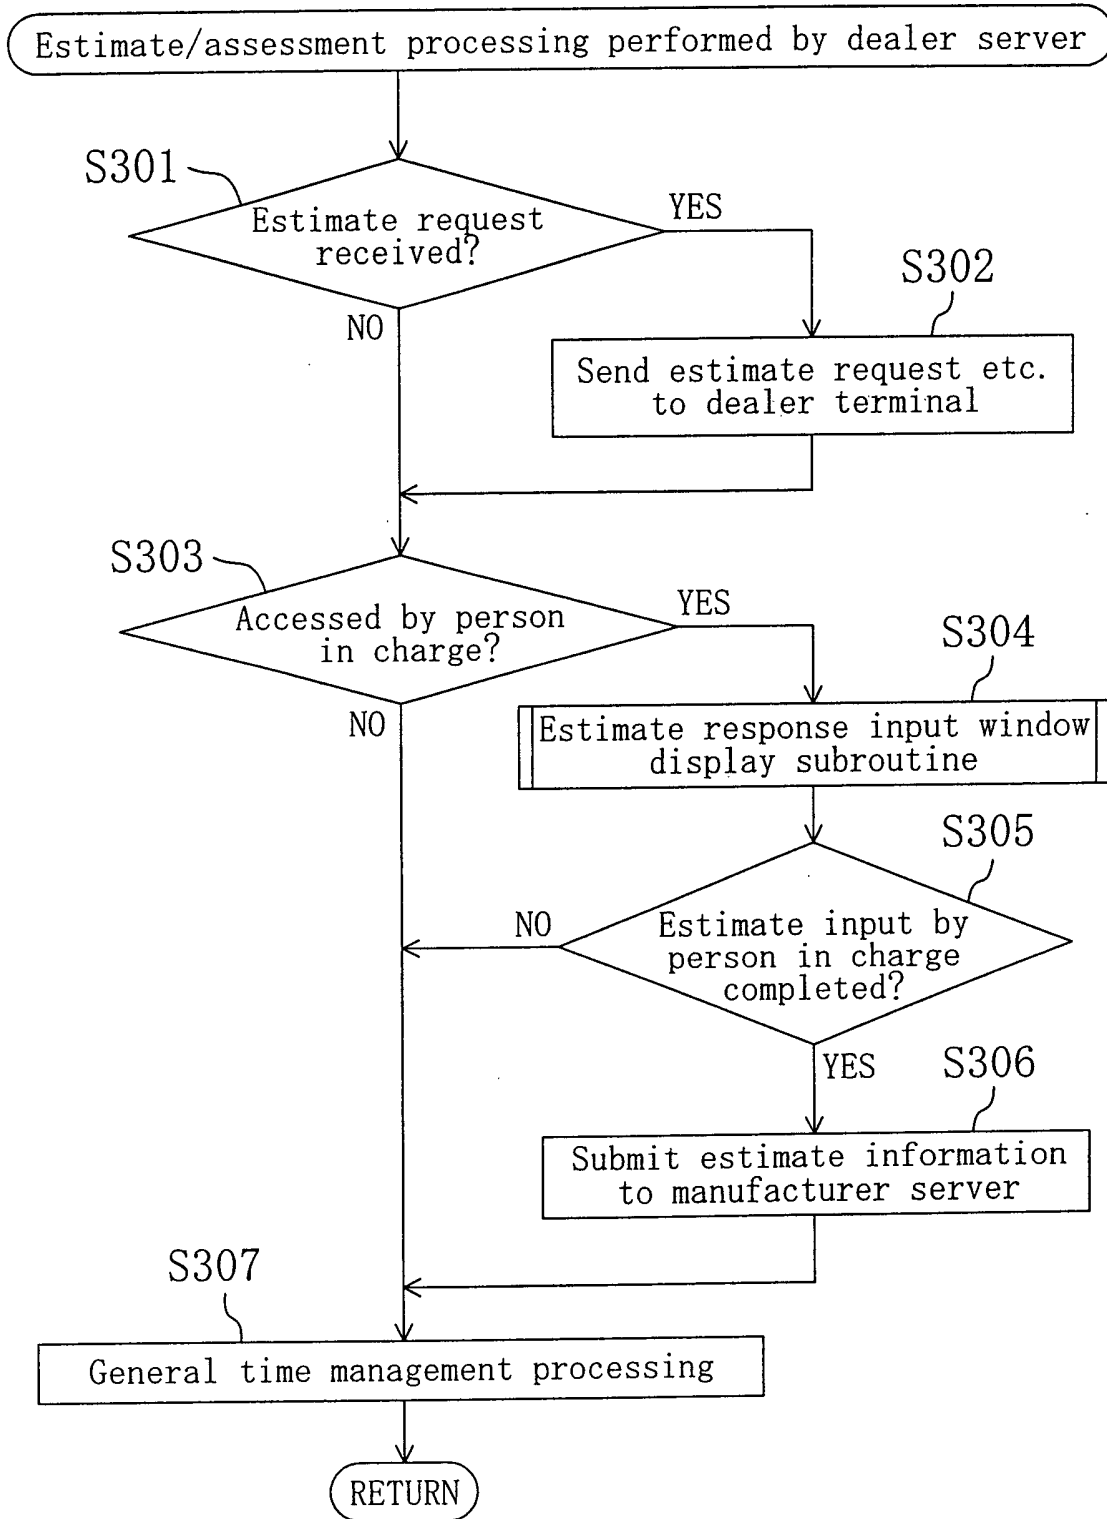 Estimate/assessment processing performed by dealer server
S301
Estimate request
received?
YES
NO
S302
Send estimate request etc.
to dealer terminal
S303
Accessed by person
in charge?
YES
NO
S304
Estimate response input window
display subroutine
S305
Estimate input by
person in charge
completed?
NO
YES
S306
Submit estimate information
to manufacturer server
S307
General time management processing
RETURN